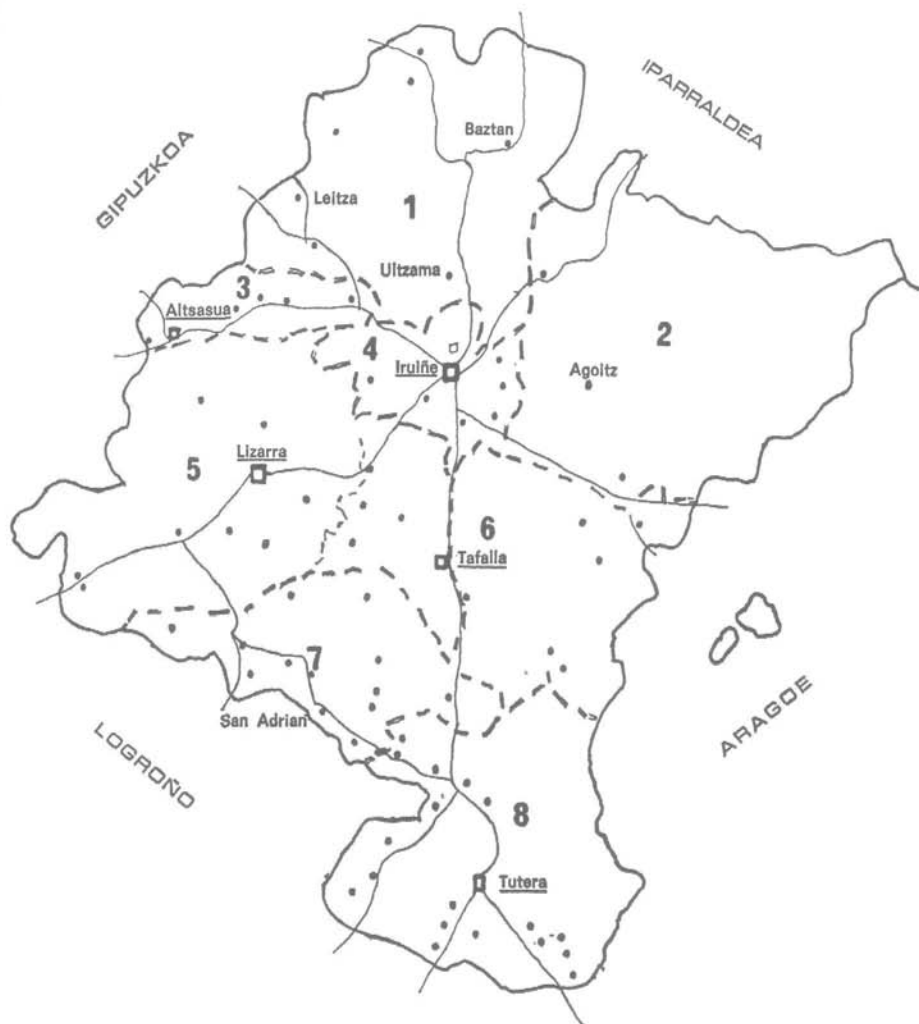 IPARRALDEA
GIPUZKOA
Baztan
Leitza
1
Ultzama
3
Altsasua
2
4
Iruiñe
Agoitz
Lizarra
5
6
Tafalla
7
San Adrian
ARAGOE
LOGROÑO
8
Tutera